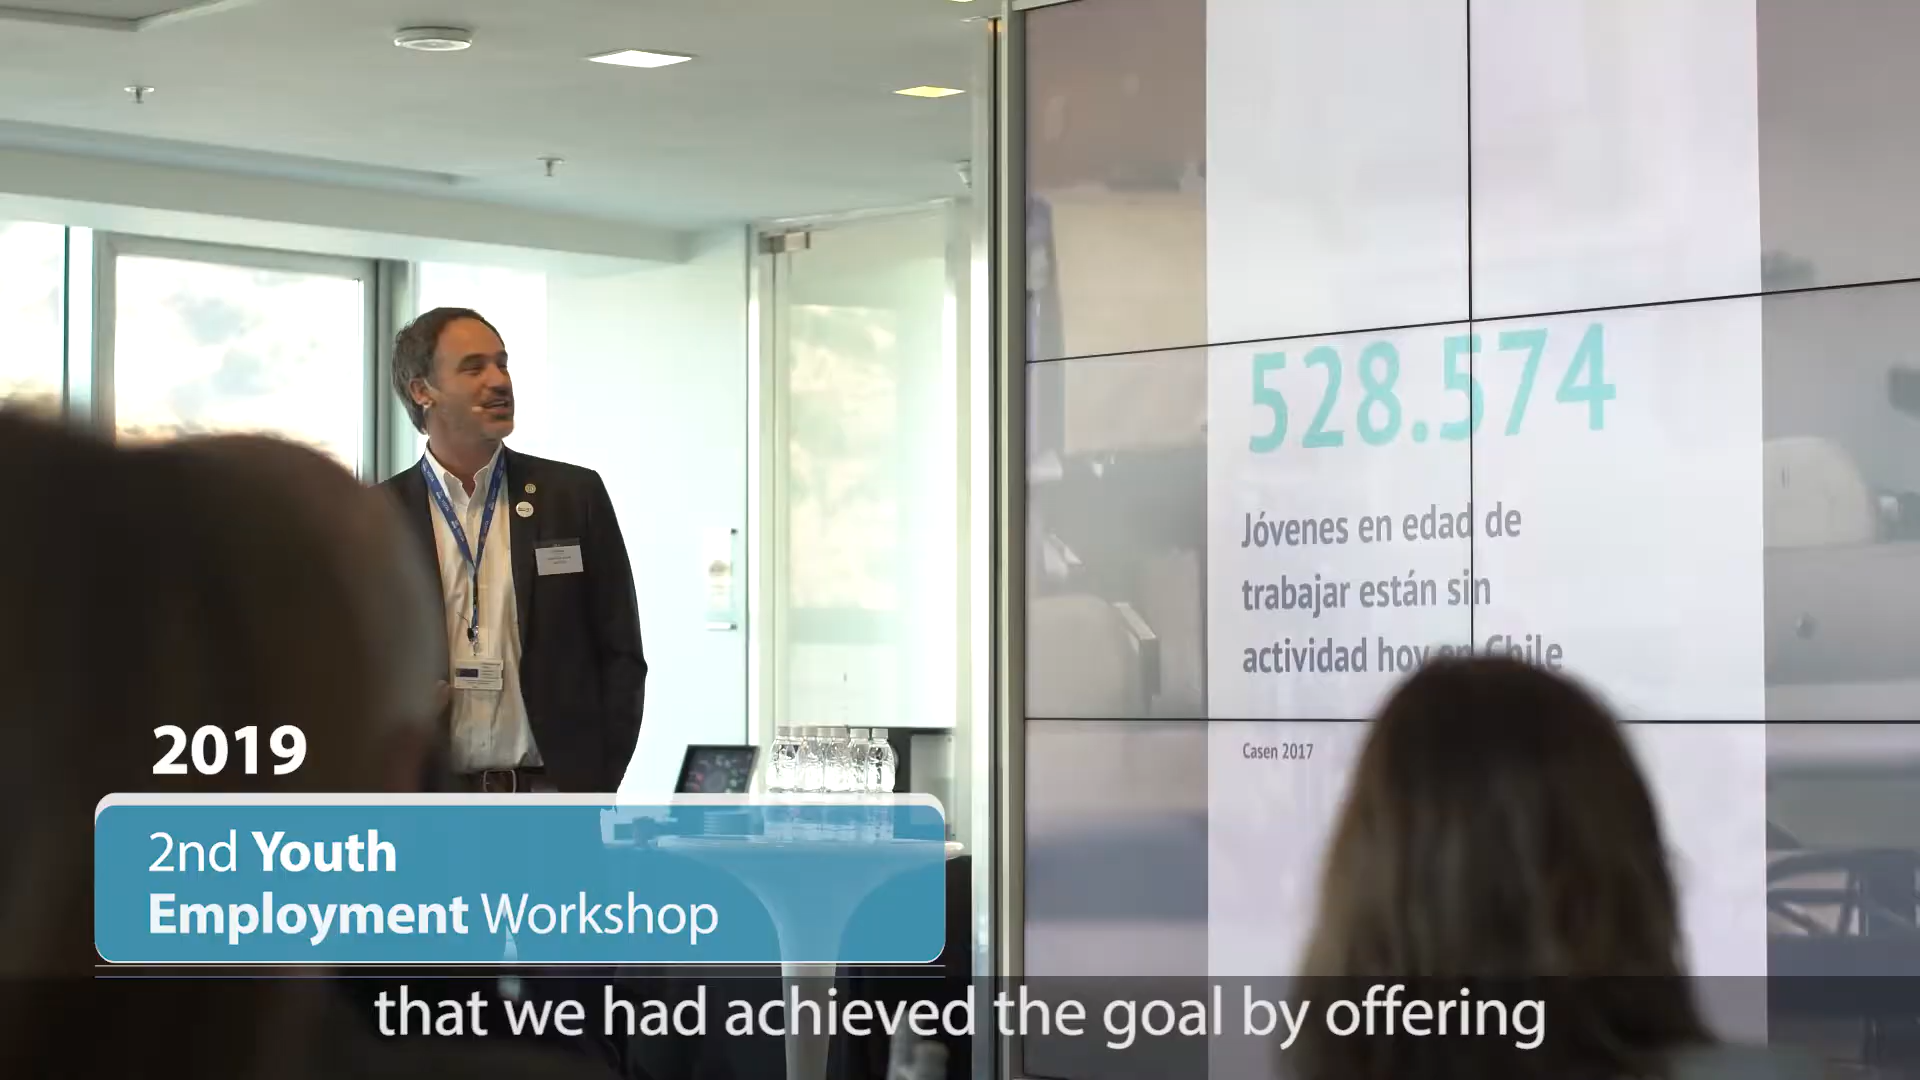 528.574
Jóvenes en edad de
trabajar están sin
actividad hoy en Chile
Casen 2017
2019
2nd Youth
Employment Workshop
that we had achieved the goal by offering